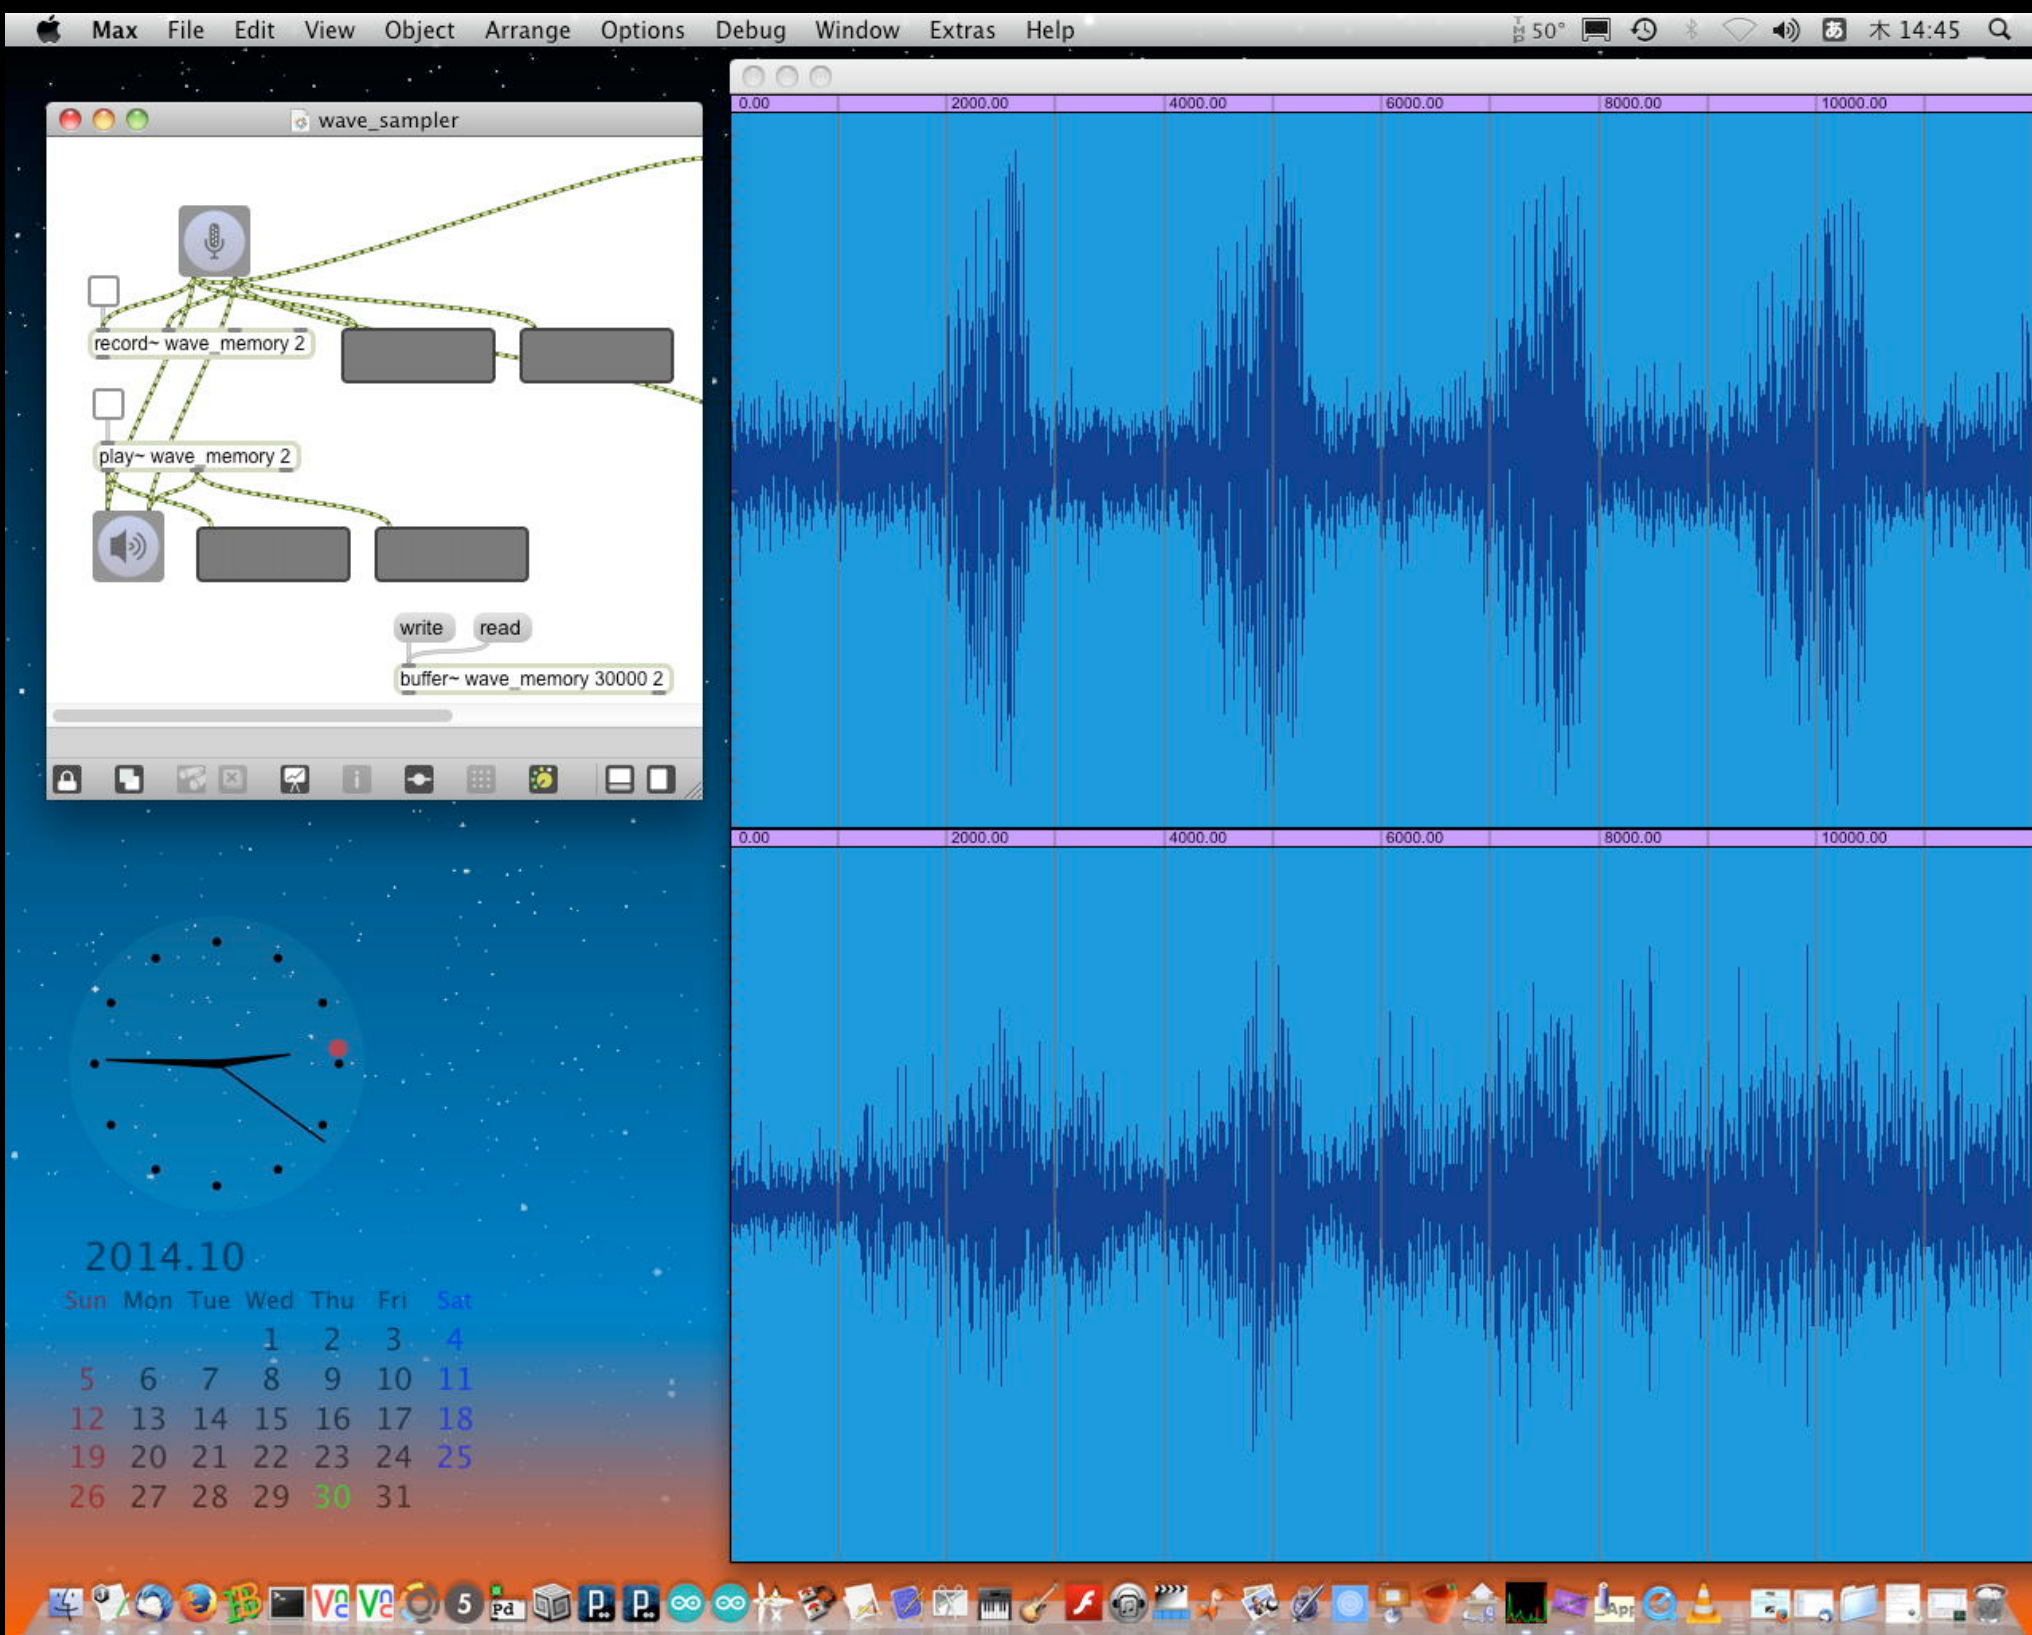 Max File Edit View Object Arrange Options Debug Window Extras Help
TMP 50° あ 木 14:45
wave_sampler
record~ wave_memory 2
play~ wave_memory 2
write read
buffer~ wave_memory 30000 2
0.00 2000.00 4000.00 6000.00 8000.00 10000.00
0.00 2000.00 4000.00 6000.00 8000.00 10000.00
2014.10
Sun Mon Tue Wed Thu Fri Sat
1 2 3 4
5 6 7 8 9 10 11
12 13 14 15 16 17 18
19 20 21 22 23 24 25
26 27 28 29 30 31
5 Pd P.. P..